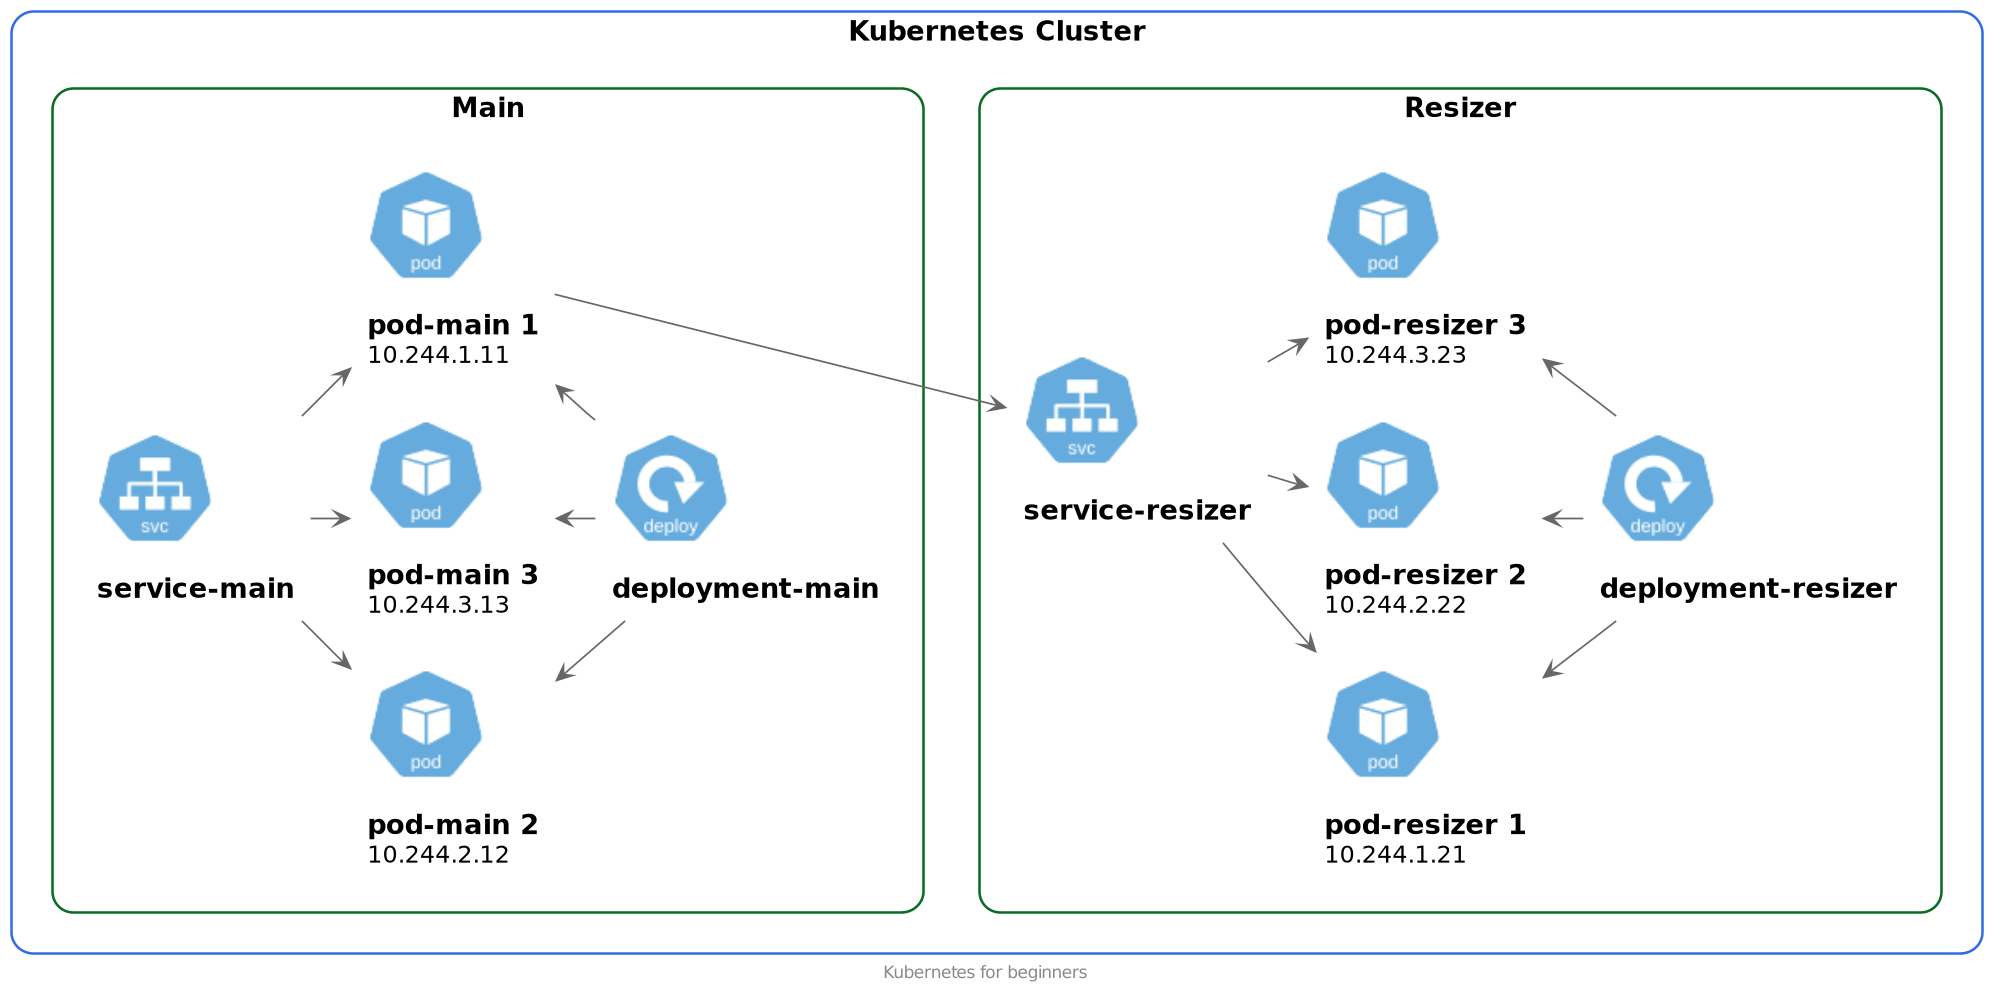 Kubernetes Cluster
Main
pod
pod-main 1
10.244.1.11
svc
service-main
pod
pod-main 3
10.244.3.13
deploy
deployment-main
pod
pod-main 2
10.244.2.12
Resizer
pod
pod-resizer 3
10.244.3.23
svc
service-resizer
pod
pod-resizer 2
10.244.2.22
deploy
deployment-resizer
pod
pod-resizer 1
10.244.1.21
Kubernetes for beginners